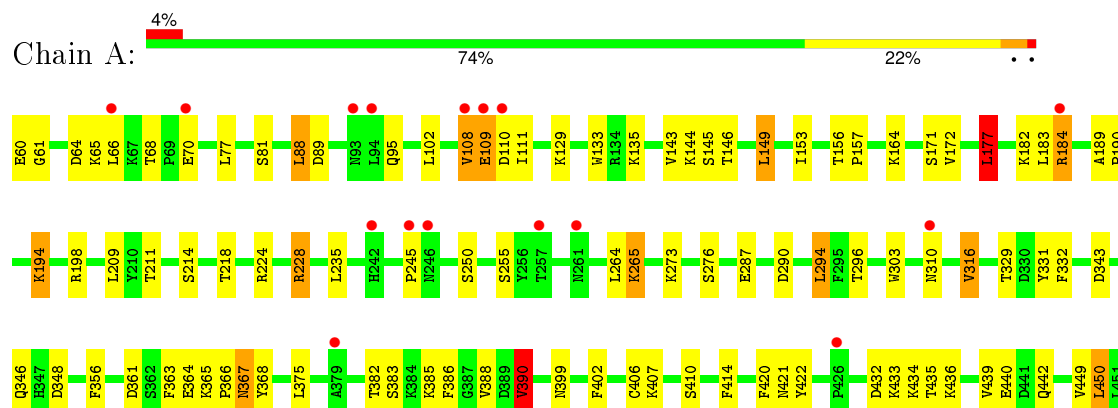 4%
Chain A:
74% 22% • •
E60 G61 D64 K65 L66 K67 T68 P69 E70 L77 S81 L88 D89 N93 L94 Q95 L102 V108 E109 D110 I111 K129 W133 R134 K135 V143 K144 S145 T146 L149 I153 T156 P157 K164 S171 V172 L177 K182 L183 R184 A189 P190
K194 R198 L209 Y210 T211 S214 T218 R224 R228 L235 H242 P245 N246 S250 S255 Y256 T257 N261 L264 K265 K273 S276 E287 D290 L294 F295 T296 W303 N310 V316 T329 D330 Y331 F332 D343
Q346 H347 D348 F356 D361 S362 F363 E364 K365 P366 N367 Y368 L375 A379 T382 S383 K384 K385 F386 G387 V388 D389 V390 N399 F402 C406 K407 S410 F414 F420 N421 Y422 P426 D432 K433 K434 T435 K436 V439 E440 D441 Q442 V449 L450